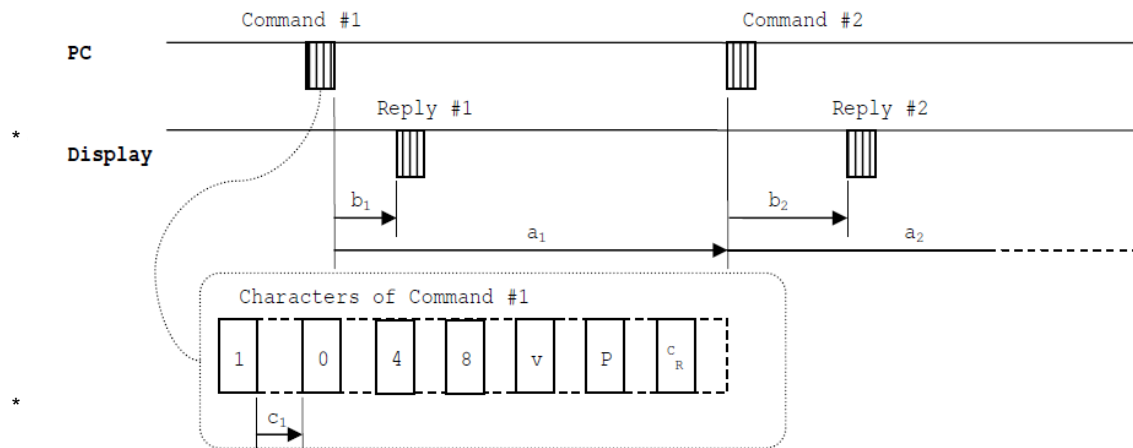 Command #1 Command #2
PC
Reply #1 Reply #2
*
Display
b₁ b₂
a₁ a₂
Characters of Command #1
1 0 4 8 v P C R
*
c₁